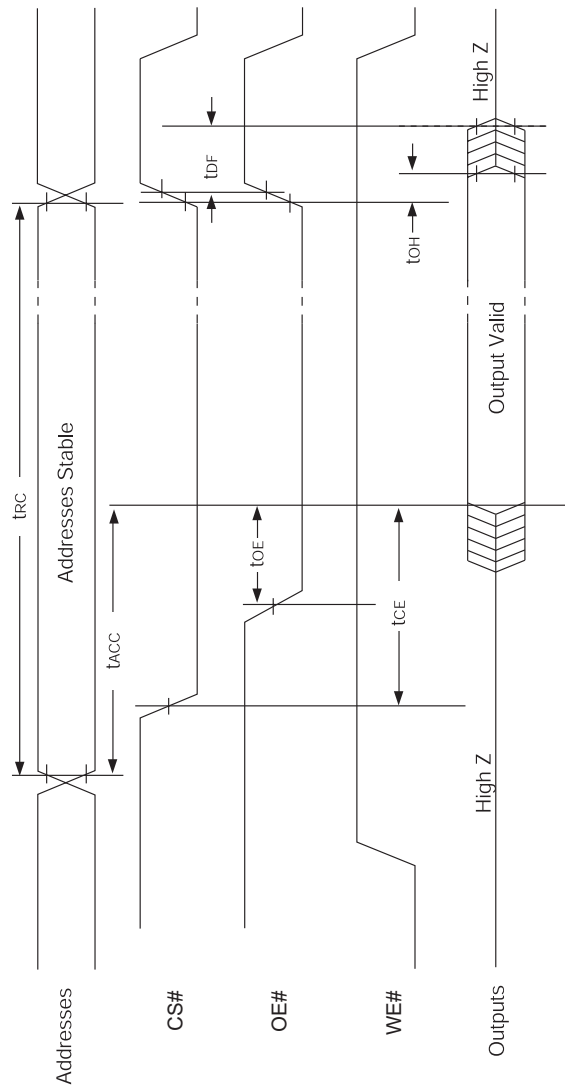 tRC
Addresses Stable
Addresses
tACC
tDF
CS#
tOE
OE#
tCE
tOH
WE#
High Z
Output Valid
High Z
Outputs